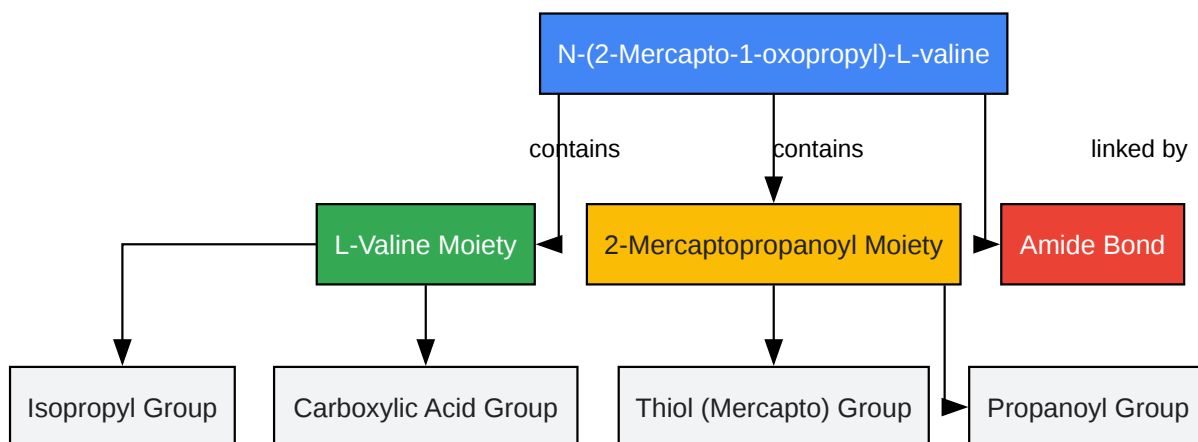 N-(2-Mercapto-1-oxopropyl)-L-valine
contains
contains
linked by
L-Valine Moiety
2-Mercaptopropanoyl Moiety
Amide Bond
Isopropyl Group
Carboxylic Acid Group
Thiol (Mercapto) Group
Propanoyl Group